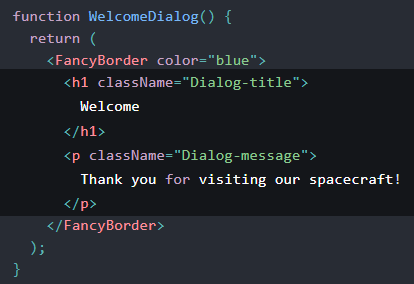 function WelcomeDialog() {
  return (
    <FancyBorder color="blue">
      <h1 className="Dialog-title">
        Welcome
      </h1>
      <p className="Dialog-message">
        Thank you for visiting our spacecraft!
      </p>
    </FancyBorder>
  );
}